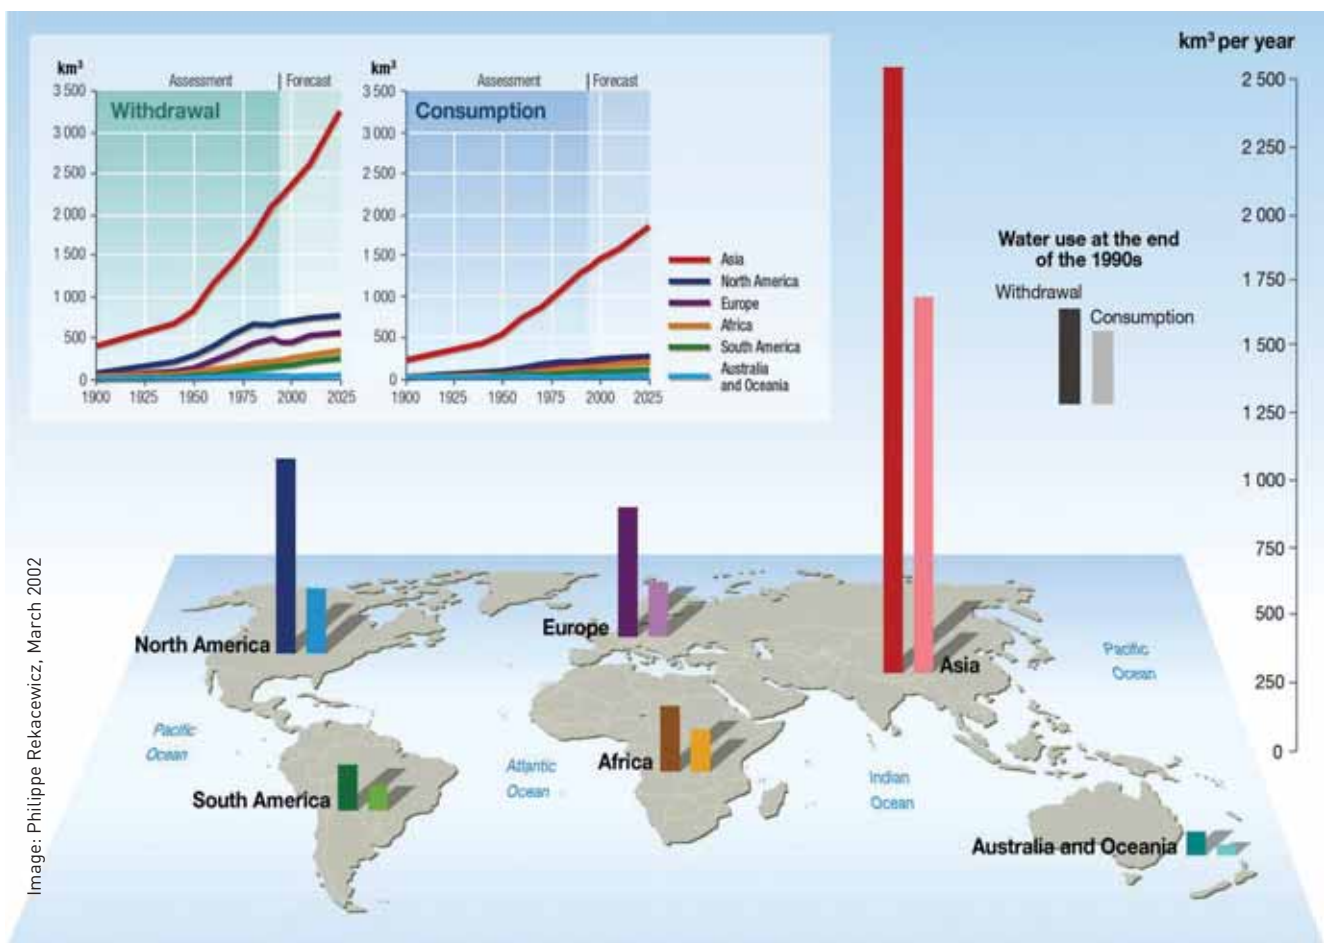 km³ per year
2 500
2 250
2 000
1 750
1 500
1 250
1 000
750
500
250
0
km³
Assessment | Forecast
3 500
3 000
2 500
2 000
1 500
1 000
500
0
Withdrawal
1900 1925 1950 1975 2000 2025
km³
Assessment | Forecast
3 500
3 000
2 500
2 000
1 500
1 000
500
0
Consumption
1900 1925 1950 1975 2000 2025
Asia
North America
Europe
Africa
South America
Australia
and Oceania
Water use at the end
of the 1990s
Withdrawal
Consumption
North America
Europe
Asia
Pacific
Ocean
Pacific
Ocean
Africa
Atlantic
Ocean
Indian
Ocean
South America
Australia and Oceania
Image: Philippe Rekacewicz, March 2002